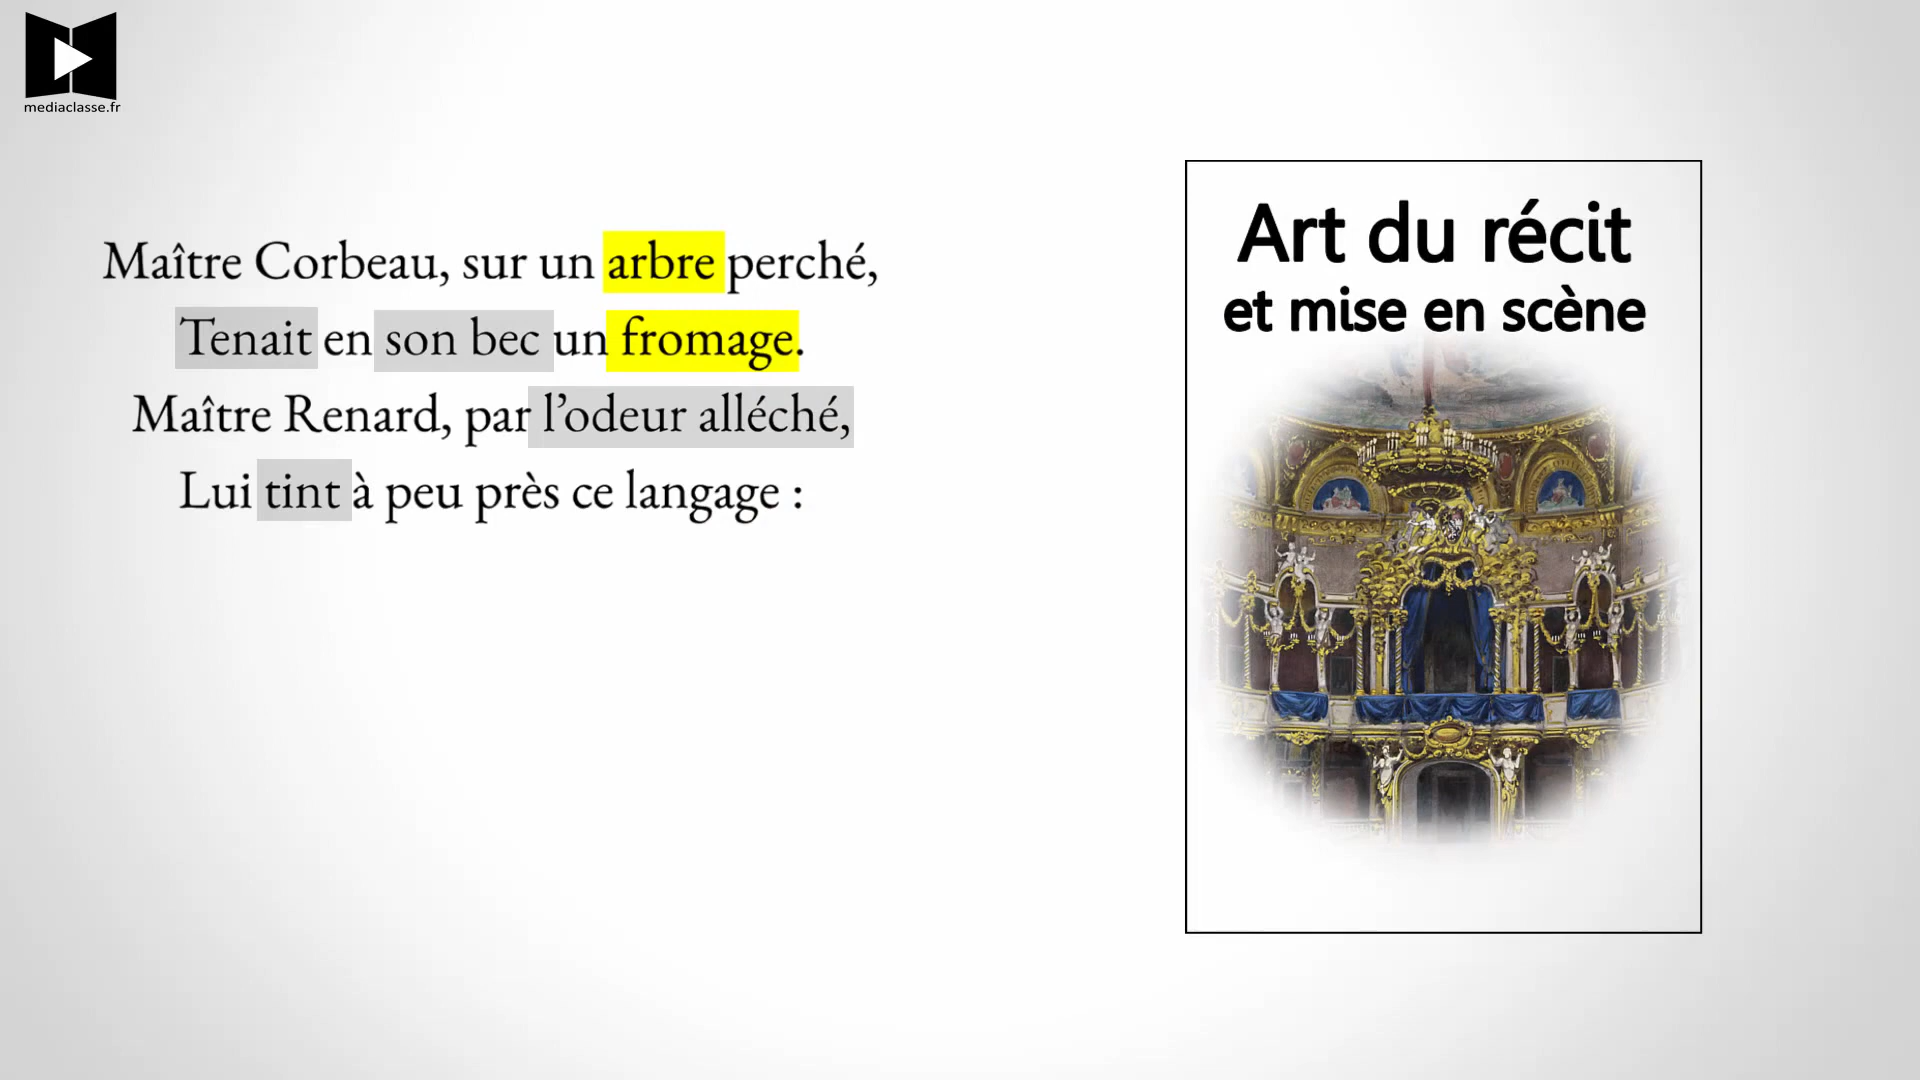 mediaclasse.fr
Maître Corbeau, sur un arbre perché,
Tenait en son bec un fromage.
Maître Renard, par l’odeur alléché,
Lui tint à peu près ce langage :
Art du récit
et mise en scène